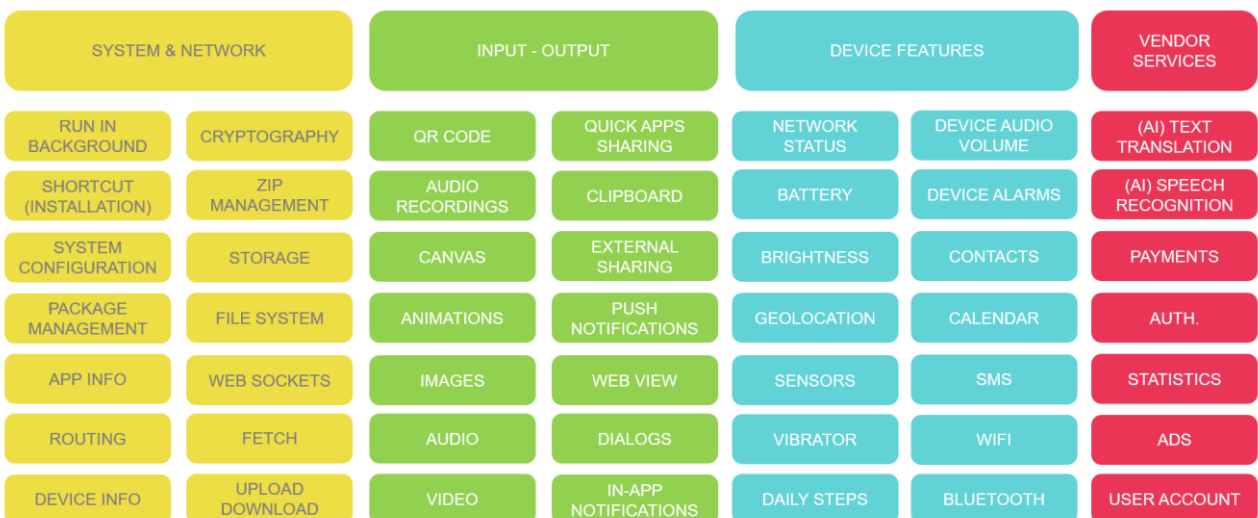 SYSTEM & NETWORK
INPUT - OUTPUT
DEVICE FEATURES
VENDOR
SERVICES
RUN IN
BACKGROUND
CRYPTOGRAPHY
QR CODE
QUICK APPS
SHARING
NETWORK
STATUS
DEVICE AUDIO
VOLUME
(AI) TEXT
TRANSLATION
SHORTCUT
(INSTALLATION)
ZIP
MANAGEMENT
AUDIO
RECORDINGS
CLIPBOARD
BATTERY
DEVICE ALARMS
(AI) SPEECH
RECOGNITION
SYSTEM
CONFIGURATION
STORAGE
CANVAS
EXTERNAL
SHARING
BRIGHTNESS
CONTACTS
PAYMENTS
PACKAGE
MANAGEMENT
FILE SYSTEM
ANIMATIONS
PUSH
NOTIFICATIONS
GEOLOCATION
CALENDAR
AUTH.
APP INFO
WEB SOCKETS
IMAGES
WEB VIEW
SENSORS
SMS
STATISTICS
ROUTING
FETCH
AUDIO
DIALOGS
VIBRATOR
WIFI
ADS
DEVICE INFO
UPLOAD
DOWNLOAD
VIDEO
IN-APP
NOTIFICATIONS
DAILY STEPS
BLUETOOTH
USER ACCOUNT